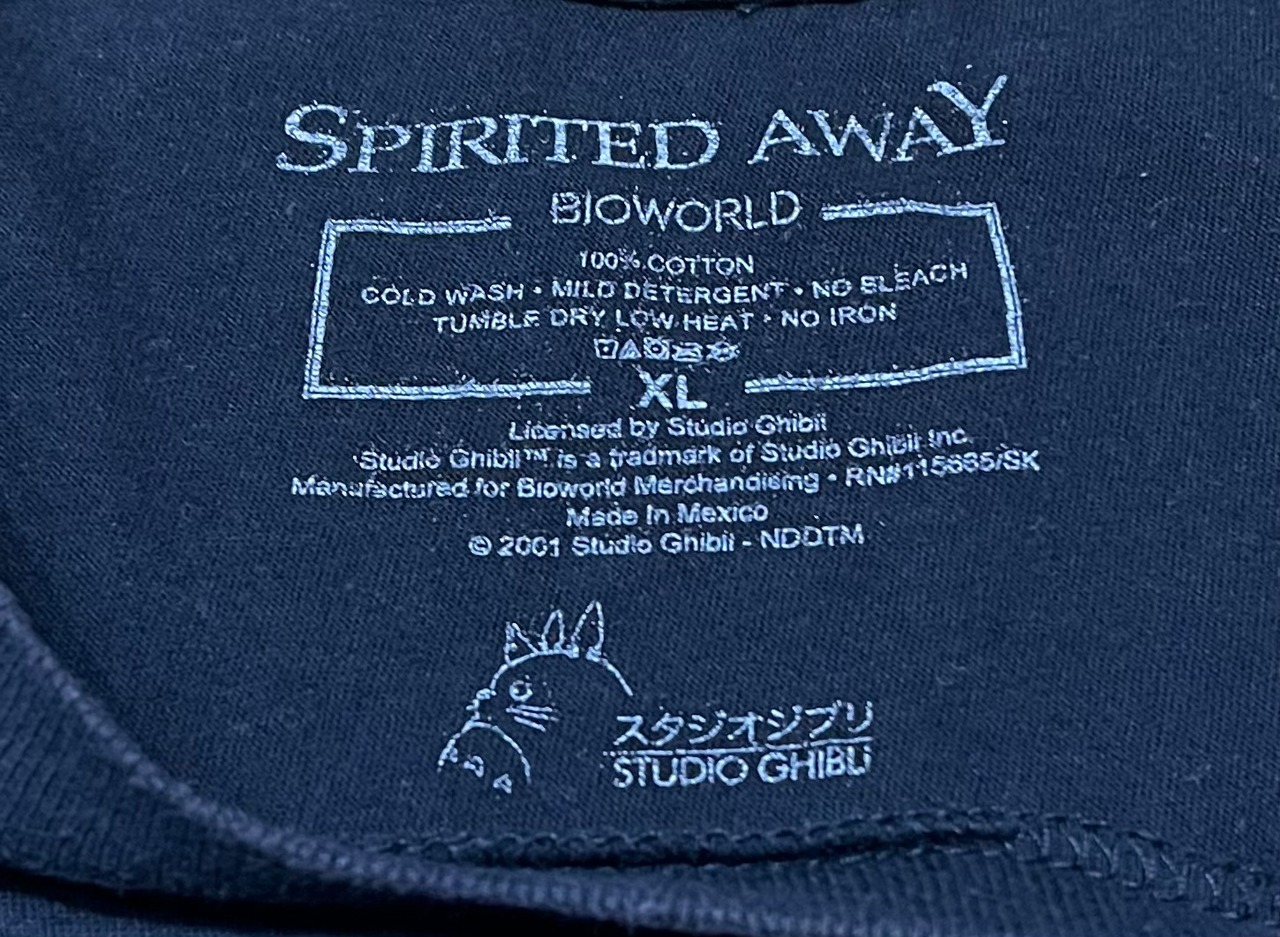 SPIRITED AWAY
BIOWORLD
100% COTTON
COLD WASH • MILD DETERGENT • NO BLEACH
TUMBLE DRY LOW HEAT • NO IRON
XL
Licensed by Studio Ghibli
Studio Ghibli™ is a tradmark of Studio Ghibli Inc.
Manufactured for Bioworld Merchandising • RN#115685/SK
Made In Mexico
© 2001 Studio Ghibli - NDDTM
スタジオジブリ
STUDIO GHIBLI